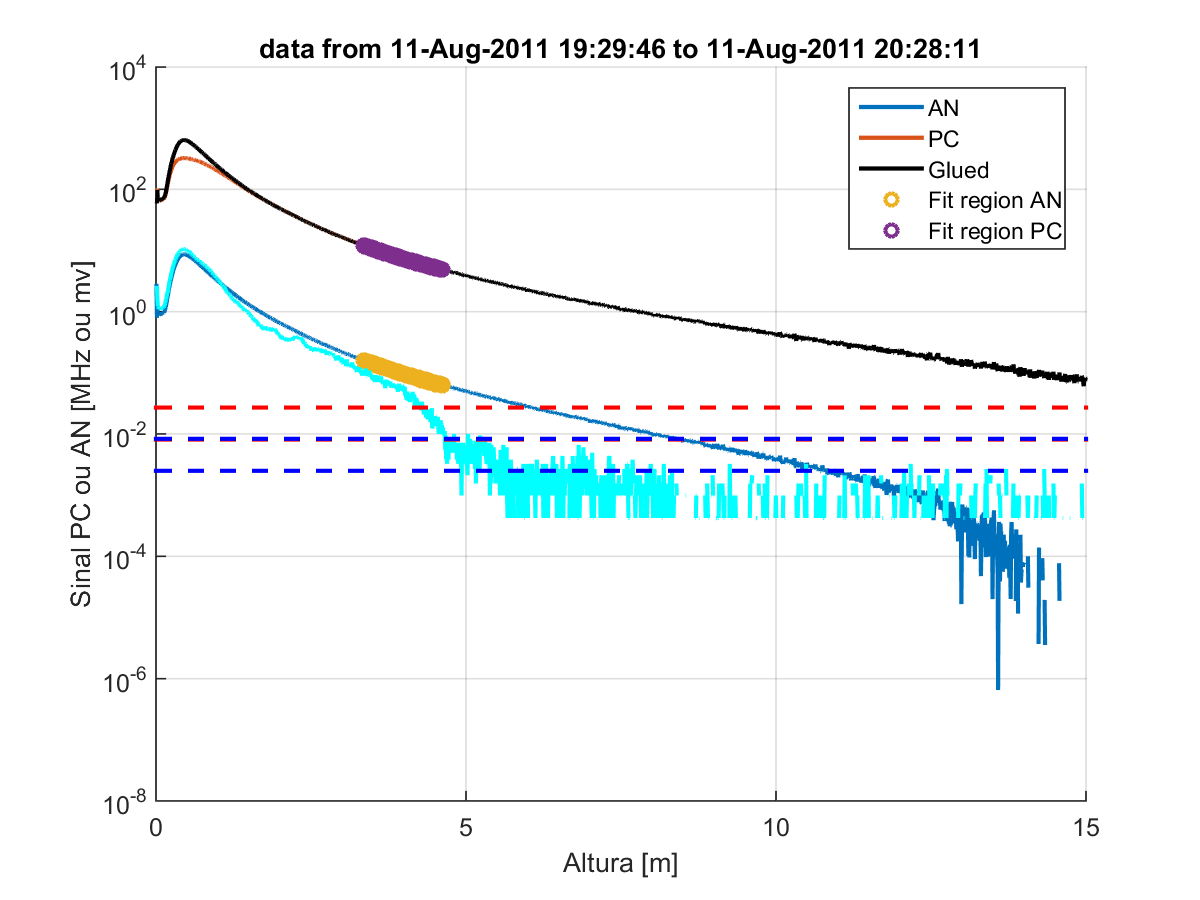 data from 11-Aug-2011 19:29:46 to 11-Aug-2011 20:28:11
AN
PC
Glued
Fit region AN
Fit region PC
Sinal PC ou AN [MHz ou mv]
10^4
10^2
10^0
10^-2
10^-4
10^-6
10^-8
0 5 10 15
Altura [m]